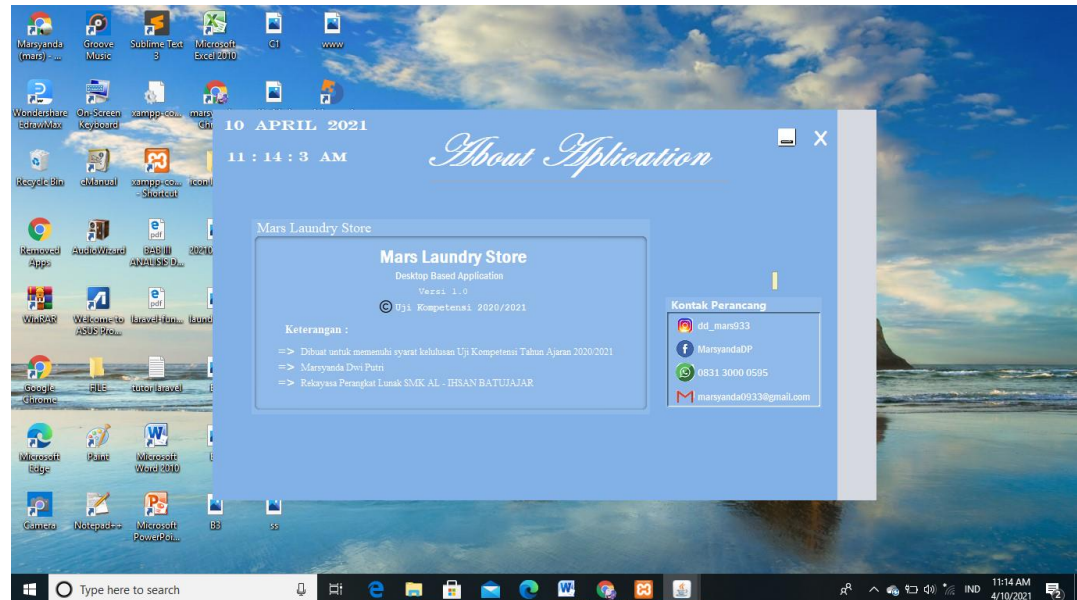 Marsyanda
(mars) - ...
Groove
Music
Sublime Text
3
Microsoft
Excel 2010
C1
www
Wondershare
EdrawMax
On-Screen
Keyboard
xampp-co...
Recycle Bin
cManual
xampp-co...
- Shortcut
Removed
Apps
AudioWizard
BAB III
ANALISIS D...
WinRAR
Welcome to
ASUS Pro...
laravel-fun...
Google
Chrome
FILE
tutor laravel
Microsoft
Edge
Paint
Microsoft
Word 2010
Camera
Notepad++
Microsoft
PowerPoi...
B3
ss
10 APRIL 2021
11 : 14 : 3 AM
About Aplication
X
Mars Laundry Store
Mars Laundry Store
Desktop Based Application
Versi 1.0
© Uji Kompetensi 2020/2021
Keterangan :
=> Dibuat untuk memenuhi syarat kelulusan Uji Kompetensi Tahun Ajaran 2020/2021
=> Marsyanda Dwi Putri
=> Rekayasa Perangkat Lunak SMK AL - IHSAN BATUJAJAR
Kontak Perancang
dd_mars933
MarsyandaDP
0831 3000 0595
marsyanda0933@gmail.com
Type here to search
IND
11:14 AM
4/10/2021
2